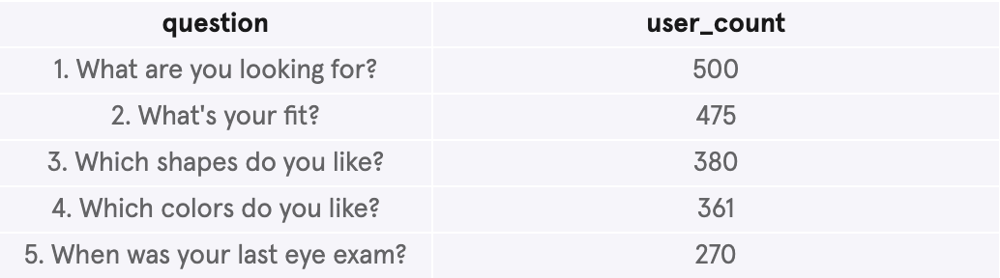 question user_count
1. What are you looking for? 500
2. What's your fit? 475
3. Which shapes do you like? 380
4. Which colors do you like? 361
5. When was your last eye exam? 270